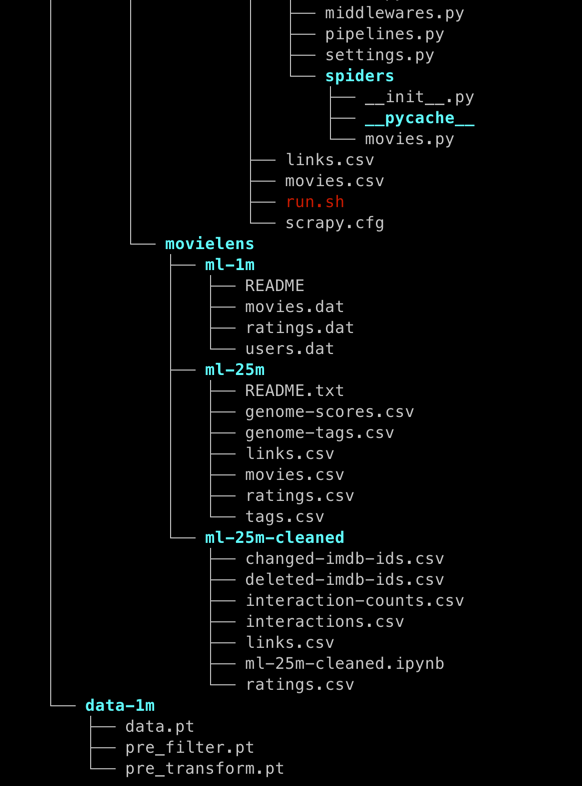 middlewares.py
pipelines.py
settings.py
spiders
__init__.py
__pycache__
movies.py
links.csv
movies.csv
run.sh
scrapy.cfg
movielens
ml-1m
README
movies.dat
ratings.dat
users.dat
ml-25m
README.txt
genome-scores.csv
genome-tags.csv
links.csv
movies.csv
ratings.csv
tags.csv
ml-25m-cleaned
changed-imdb-ids.csv
deleted-imdb-ids.csv
interaction-counts.csv
interactions.csv
links.csv
ml-25m-cleaned.ipynb
ratings.csv
data-1m
data.pt
pre_filter.pt
pre_transform.pt